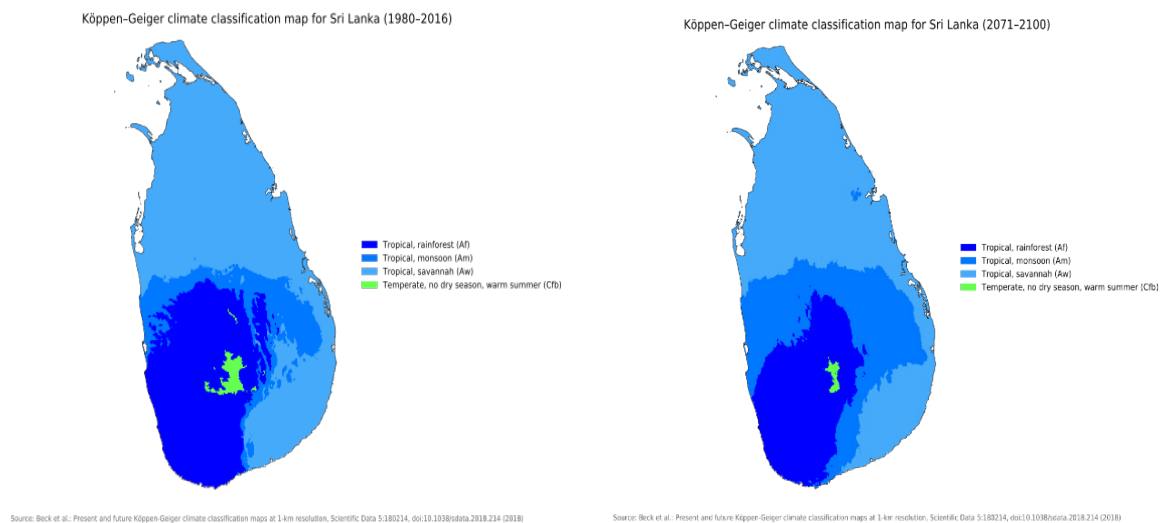 Köppen–Geiger climate classification map for Sri Lanka (1980–2016)
Tropical, rainforest (Af)
Tropical, monsoon (Am)
Tropical, savannah (Aw)
Temperate, no dry season, warm summer (Cfb)
Source: Beck et al.: Present and future Köppen-Geiger climate classification maps at 1-km resolution, Scientific Data 5:180214, doi:10.1038/sdata.2018.214 (2018)
Köppen–Geiger climate classification map for Sri Lanka (2071–2100)
Tropical, rainforest (Af)
Tropical, monsoon (Am)
Tropical, savannah (Aw)
Temperate, no dry season, warm summer (Cfb)
Source: Beck et al.: Present and future Köppen-Geiger climate classification maps at 1-km resolution, Scientific Data 5:180214, doi:10.1038/sdata.2018.214 (2018)